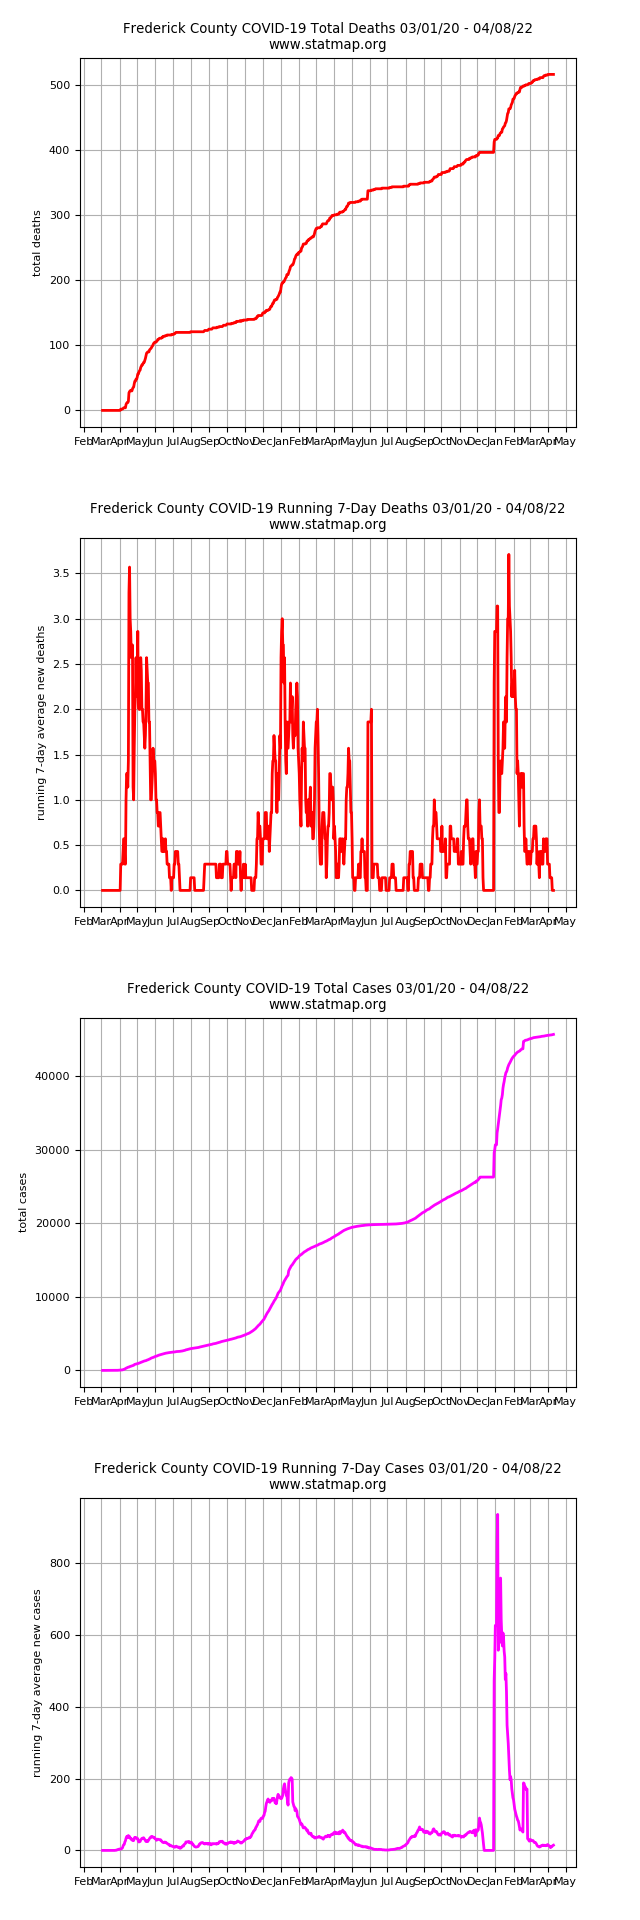 Frederick County COVID-19 Total Deaths 03/01/20 - 04/08/22
www.statmap.org
500
400
300
200
100
0
total deaths
Feb Mar Apr May Jun Jul Aug Sep Oct Nov Dec Jan Feb Mar Apr May Jun Jul Aug Sep Oct Nov Dec Jan Feb Mar Apr May
Frederick County COVID-19 Running 7-Day Deaths 03/01/20 - 04/08/22
www.statmap.org
3.5
3.0
2.5
2.0
1.5
1.0
0.5
0.0
running 7-day average new deaths
Feb Mar Apr May Jun Jul Aug Sep Oct Nov Dec Jan Feb Mar Apr May Jun Jul Aug Sep Oct Nov Dec Jan Feb Mar Apr May
Frederick County COVID-19 Total Cases 03/01/20 - 04/08/22
www.statmap.org
40000
30000
20000
10000
0
total cases
Feb Mar Apr May Jun Jul Aug Sep Oct Nov Dec Jan Feb Mar Apr May Jun Jul Aug Sep Oct Nov Dec Jan Feb Mar Apr May
Frederick County COVID-19 Running 7-Day Cases 03/01/20 - 04/08/22
www.statmap.org
800
600
400
200
0
running 7-day average new cases
Feb Mar Apr May Jun Jul Aug Sep Oct Nov Dec Jan Feb Mar Apr May Jun Jul Aug Sep Oct Nov Dec Jan Feb Mar Apr May